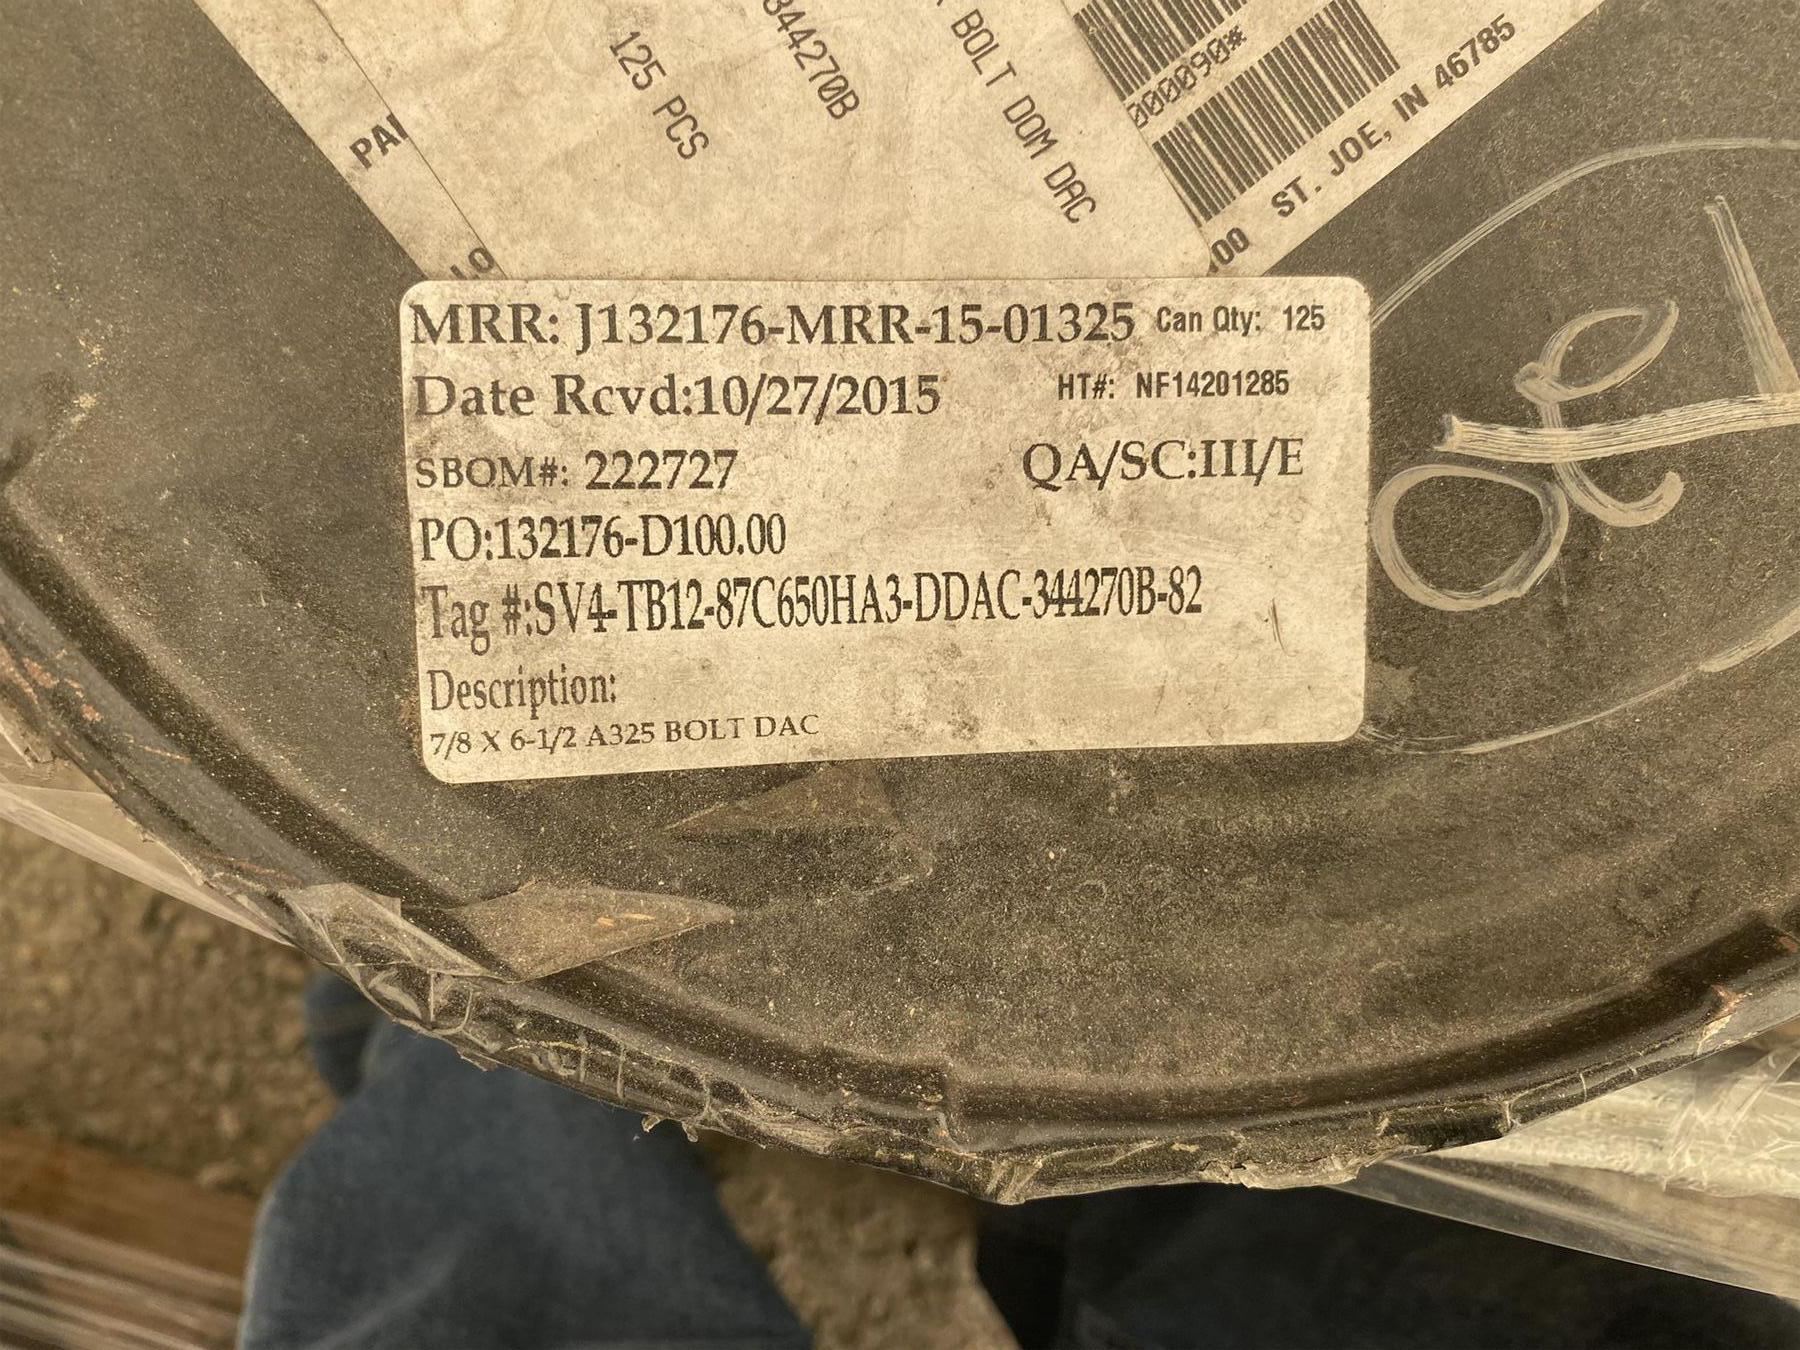 125 PCS
344270B
BOLT DOM DAC
000090*
ST. JOE, IN 46785
MRR: J132176-MRR-15-01325 Can Qty: 125
Date Rcvd:10/27/2015 HT#: NF14201285
SBOM#: 222727 QA/SC:III/E
PO:132176-D100.00
Tag #:SV4-TB12-87C650HA3-DDAC-344270B-82
Description:
7/8 X 6-1/2 A325 BOLT DAC